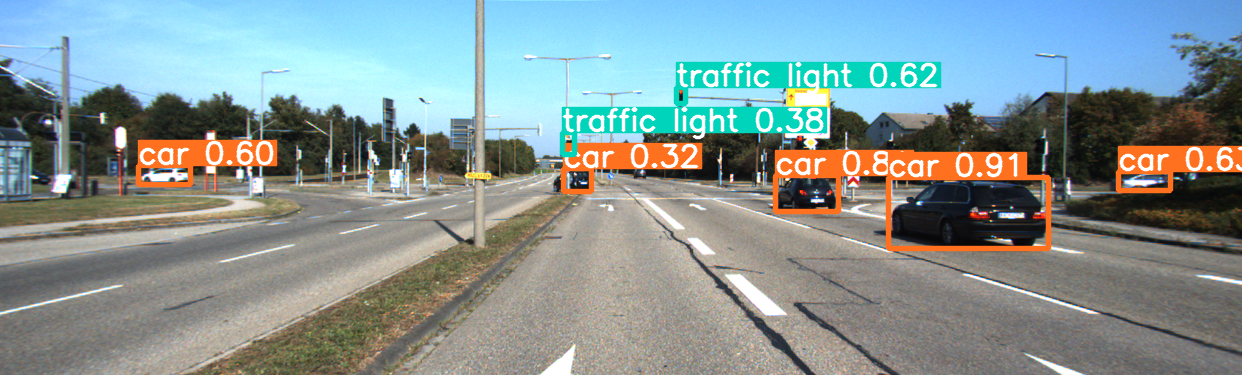 traffic light 0.62
traffic light 0.38
car 0.60
car 0.32
car 0.8
car 0.91
car 0.63